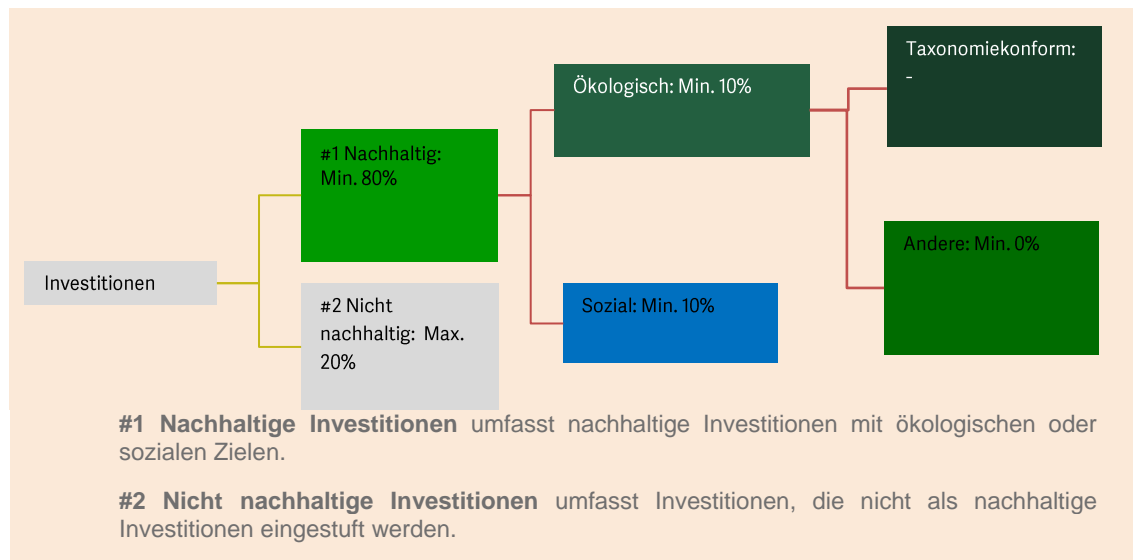 Investitionen
#1 Nachhaltig:
Min. 80%
#2 Nicht
nachhaltig: Max.
20%
Ökologisch: Min. 10%
Sozial: Min. 10%
Taxonomiekonform:
-
Andere: Min. 0%
#1 Nachhaltige Investitionen umfasst nachhaltige Investitionen mit ökologischen oder
sozialen Zielen.
#2 Nicht nachhaltige Investitionen umfasst Investitionen, die nicht als nachhaltige
Investitionen eingestuft werden.